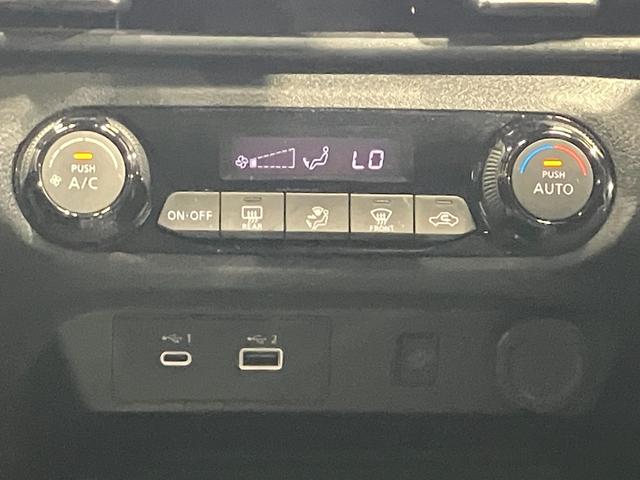 PUSH
A/C
LO
PUSH
AUTO
ON·OFF
REAR
FRONT
1
2